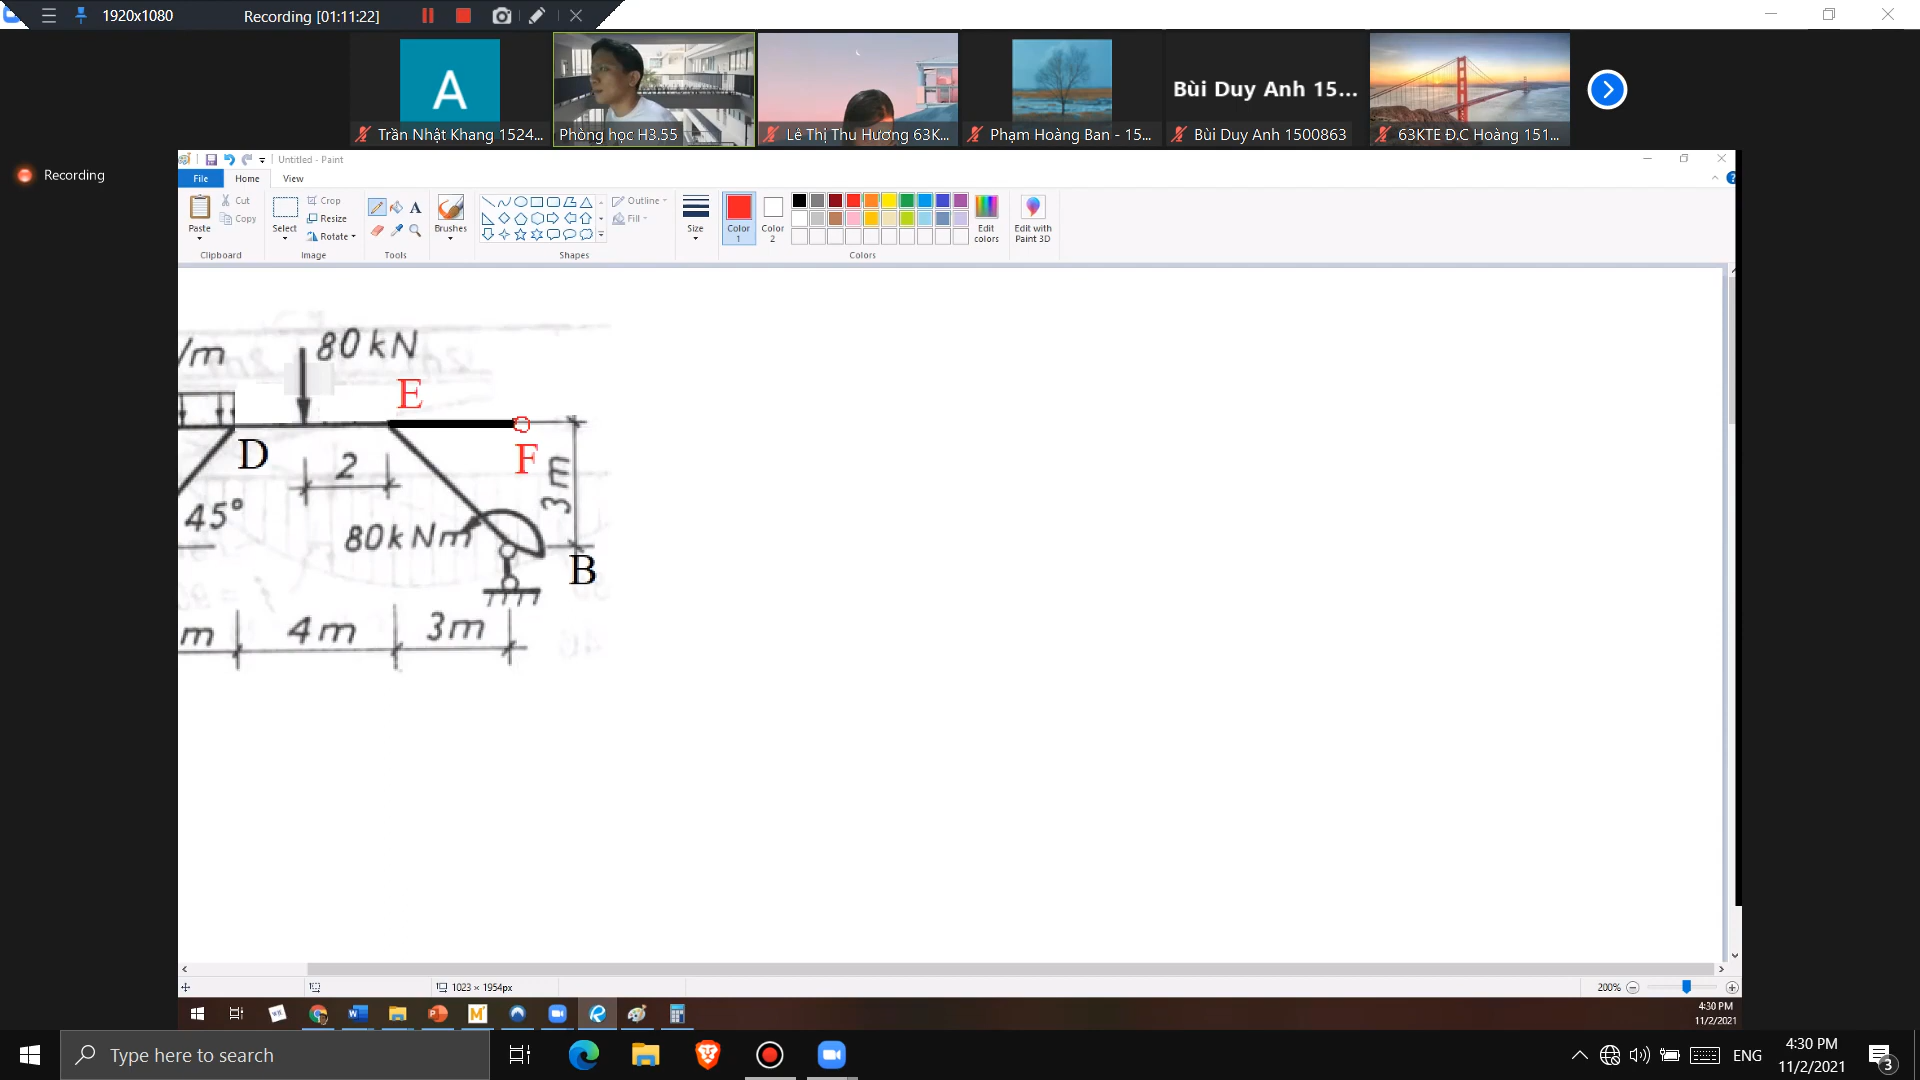 1920x1080
Recording [01:11:22]
A
Trần Nhật Khang 1524...
Phòng học H3.55
Lê Thị Thu Hương 63K...
Phạm Hoàng Ban - 15...
Bùi Duy Anh 15...
Bùi Duy Anh 1500863
63KTE Đ.C Hoàng 151...
Recording
Untitled - Paint
File
Home
View
Paste
Cut
Copy
Clipboard
Select
Crop
Resize
Rotate
Image
Tools
Brushes
Outline
Fill
Shapes
Size
Color 1
Color 2
Edit colors
Colors
Edit with Paint 3D
/m
80 kN
E
D
F
2
3m
45°
80kNm
B
m
4m
3m
1023 × 1954px
200%
4:30 PM
11/2/2021
Type here to search
ENG
4:30 PM
11/2/2021
3